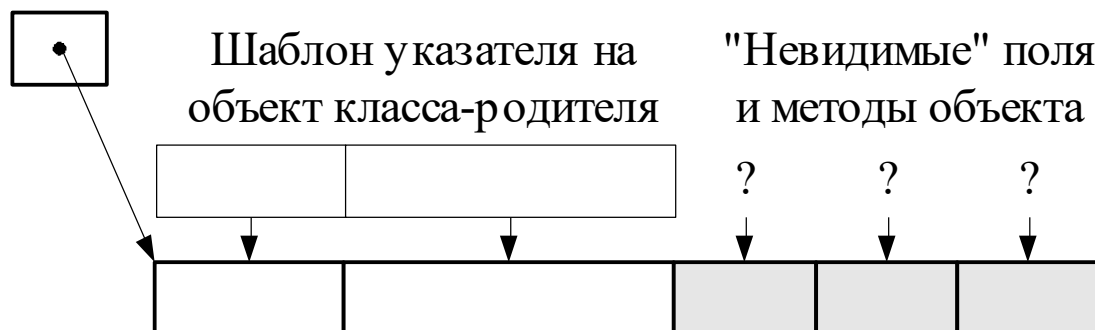 Шаблон указателя на
объект класса-родителя
"Невидимые" поля
и методы объекта
? ? ?